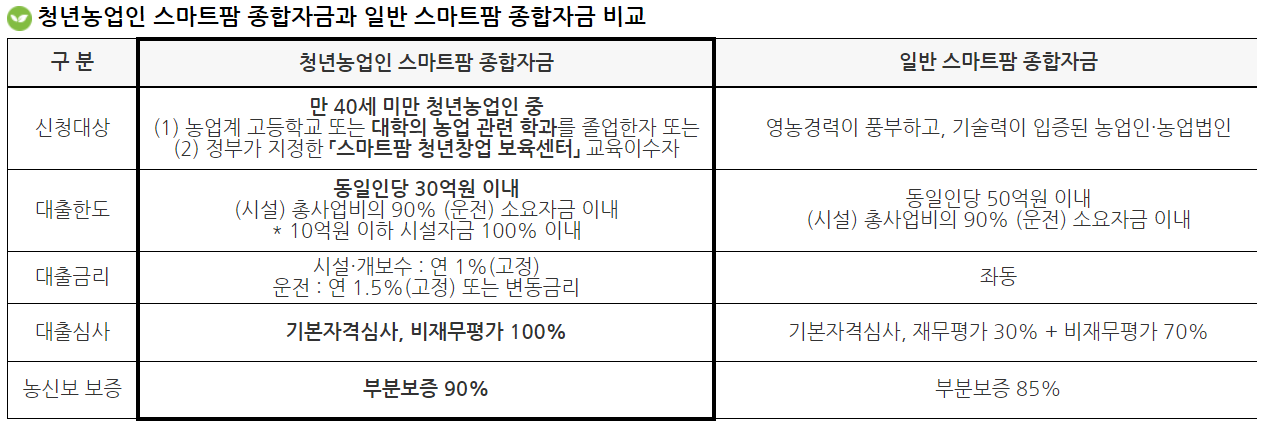 청년농업인 스마트팜 종합자금과 일반 스마트팜 종합자금 비교
구 분
청년농업인 스마트팜 종합자금
일반 스마트팜 종합자금
신청대상
만 40세 미만 청년농업인 중
(1) 농업계 고등학교 또는 대학의 농업 관련 학과를 졸업한자 또는
(2) 정부가 지정한 「스마트팜 청년창업 보육센터」 교육이수자
영농경력이 풍부하고, 기술력이 입증된 농업인·농업법인
대출한도
동일인당 30억원 이내
(시설) 총사업비의 90% (운전) 소요자금 이내
* 10억원 이하 시설자금 100% 이내
동일인당 50억원 이내
(시설) 총사업비의 90% (운전) 소요자금 이내
대출금리
시설·개보수 : 연 1%(고정)
운전 : 연 1.5%(고정) 또는 변동금리
좌동
대출심사
기본자격심사, 비재무평가 100%
기본자격심사, 재무평가 30% + 비재무평가 70%
농신보 보증
부분보증 90%
부분보증 85%